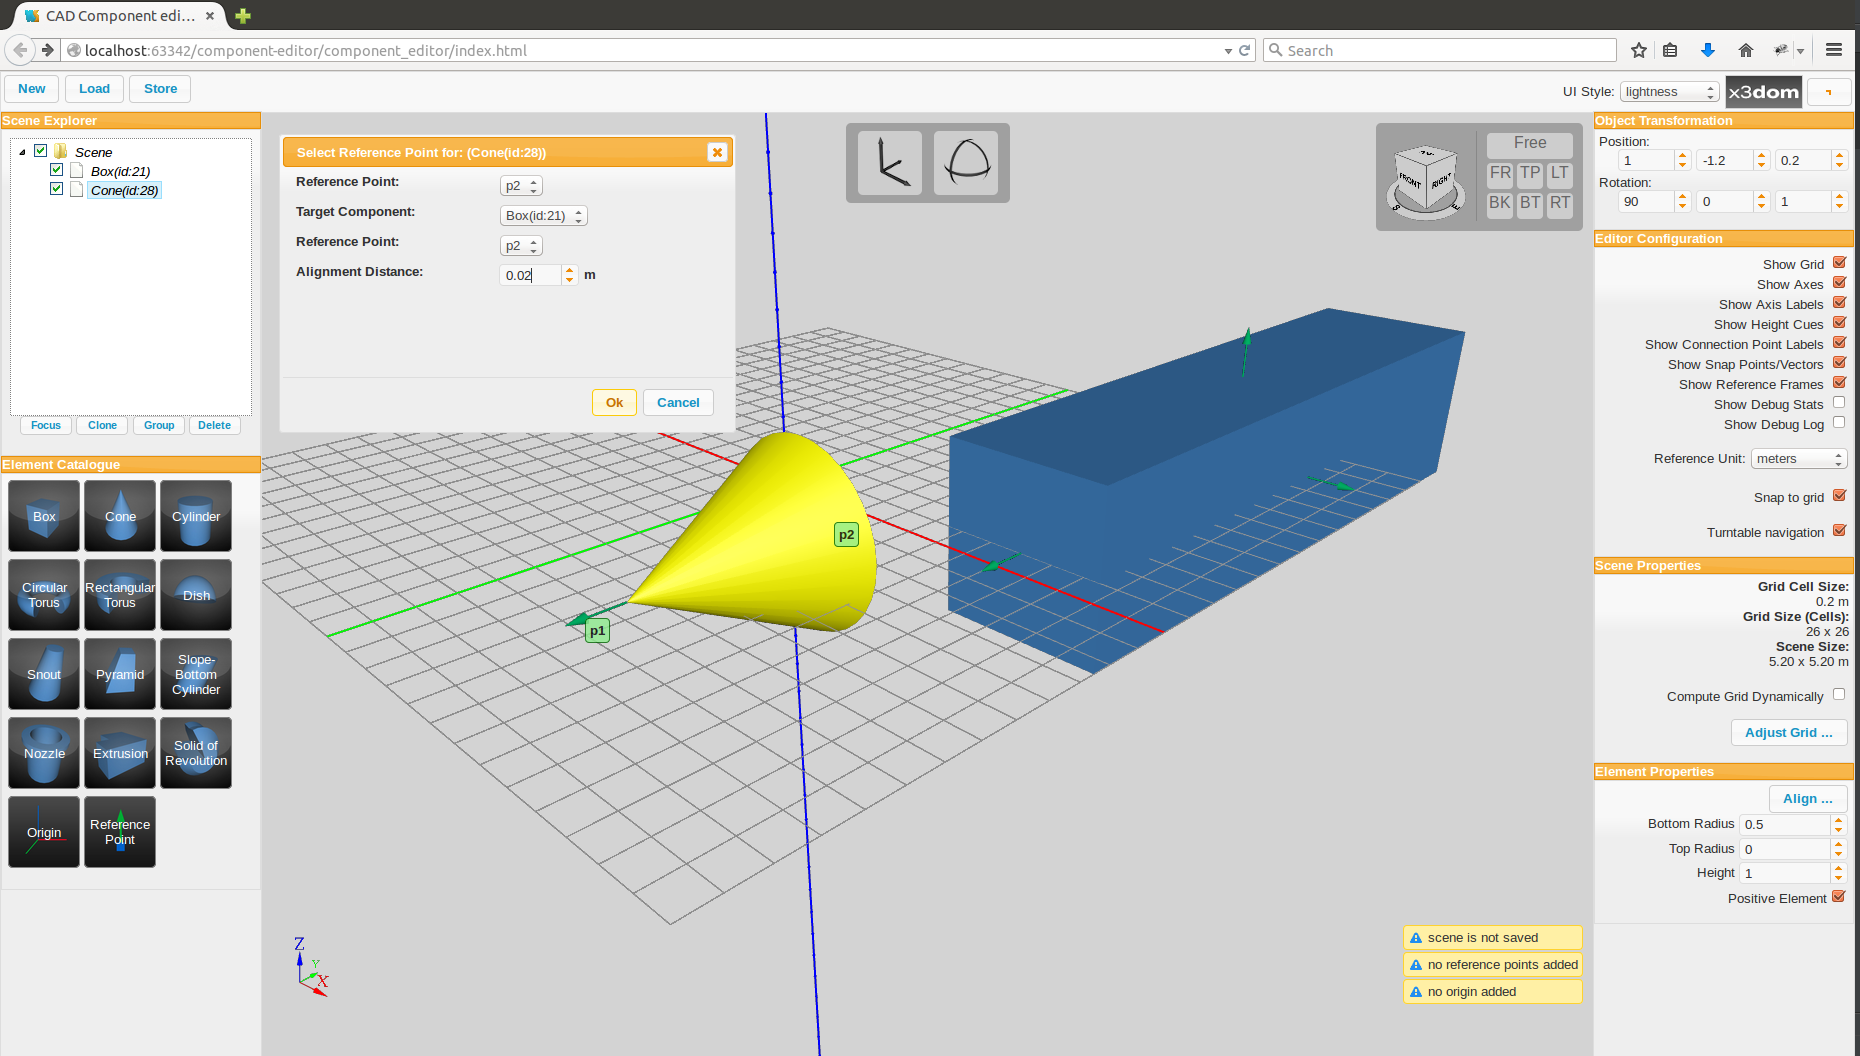 CAD Component edi...
localhost:63342/component-editor/component_editor/index.html
Search
New
Load
Store
UI Style:
lightness
x3dom
Scene Explorer
Scene
Box(id:21)
Cone(id:28)
Focus
Clone
Group
Delete
Element Catalogue
Box
Cone
Cylinder
Circular
Torus
Rectangular
Torus
Dish
Snout
Pyramid
Slope-
Bottom
Cylinder
Nozzle
Extrusion
Solid of
Revolution
Origin
Reference
Point
Select Reference Point for: (Cone(id:28))
Reference Point:
p2
Target Component:
Box(id:21)
Reference Point:
p2
Alignment Distance:
0.02
m
Ok
Cancel
p2
p1
Z
Y
X
FRONT
RIGHT
Free
FR
TP
LT
BK
BT
RT
scene is not saved
no reference points added
no origin added
Object Transformation
Position:
1
-1.2
0.2
Rotation:
90
0
1
Editor Configuration
Show Grid
Show Axes
Show Axis Labels
Show Height Cues
Show Connection Point Labels
Show Snap Points/Vectors
Show Reference Frames
Show Debug Stats
Show Debug Log
Reference Unit:
meters
Snap to grid
Turntable navigation
Scene Properties
Grid Cell Size:
0.2 m
Grid Size (Cells):
26 x 26
Scene Size:
5.20 x 5.20 m
Compute Grid Dynamically
Adjust Grid ...
Element Properties
Align ...
Bottom Radius
0.5
Top Radius
0
Height
1
Positive Element